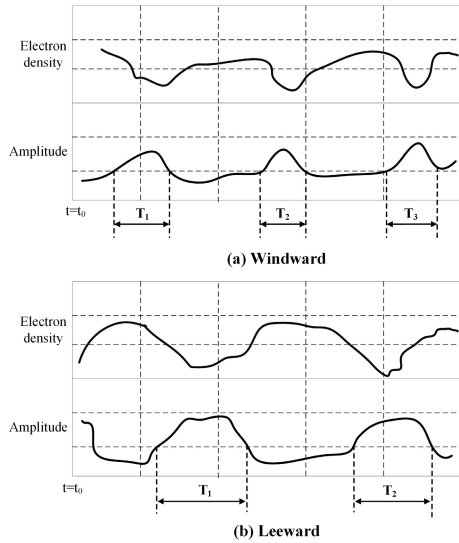 Electron
density
Amplitude
t=t₀
T₁ T₂ T₃
(a) Windward
Electron
density
Amplitude
t=t₀
T₁ T₂
(b) Leeward